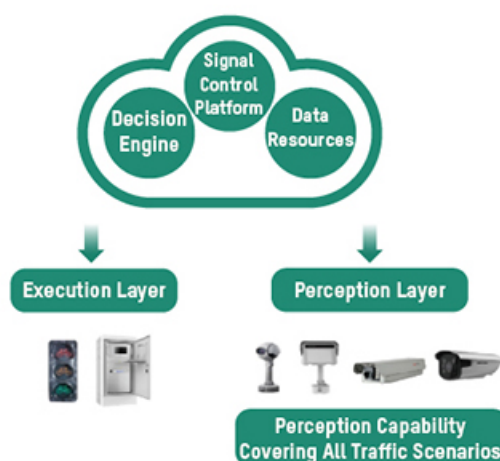 Signal
Control
Platform
Decision
Engine
Data
Resources
Execution Layer
Perception Layer
Perception Capability
Covering All Traffic Scenarios